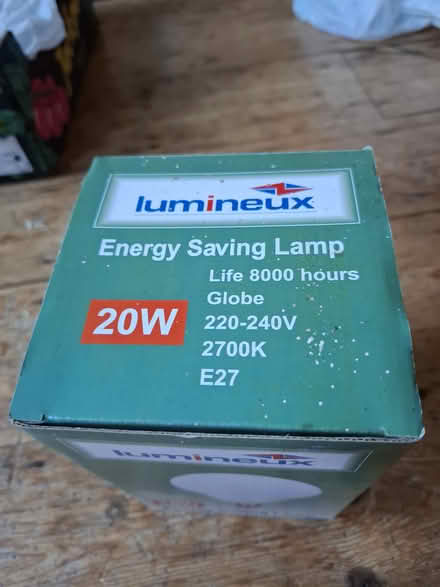 lumineux
Energy Saving Lamp
Life 8000 hours
Globe
20W
220-240V
2700K
E27
lumineux